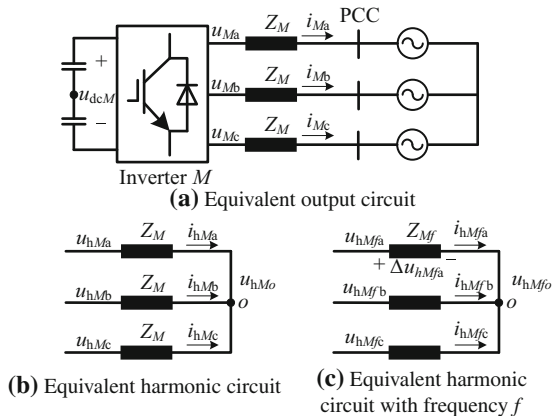 Z_M i_Ma PCC
u_Ma
+
u_dcM
−
u_Mb Z_M i_Mb
u_Mc Z_M i_Mc
Inverter M
(a) Equivalent output circuit
u_hMa Z_M i_hMa
u_hMb Z_M i_hMb
u_hMo
o
u_hMc Z_M i_hMc
(b) Equivalent harmonic circuit
u_hMfa Z_Mf i_hMfa
+ Δu_hMfa −
u_hMfb i_hMfb
u_hMfo
o
u_hMfc i_hMfc
(c) Equivalent harmonic
circuit with frequency f